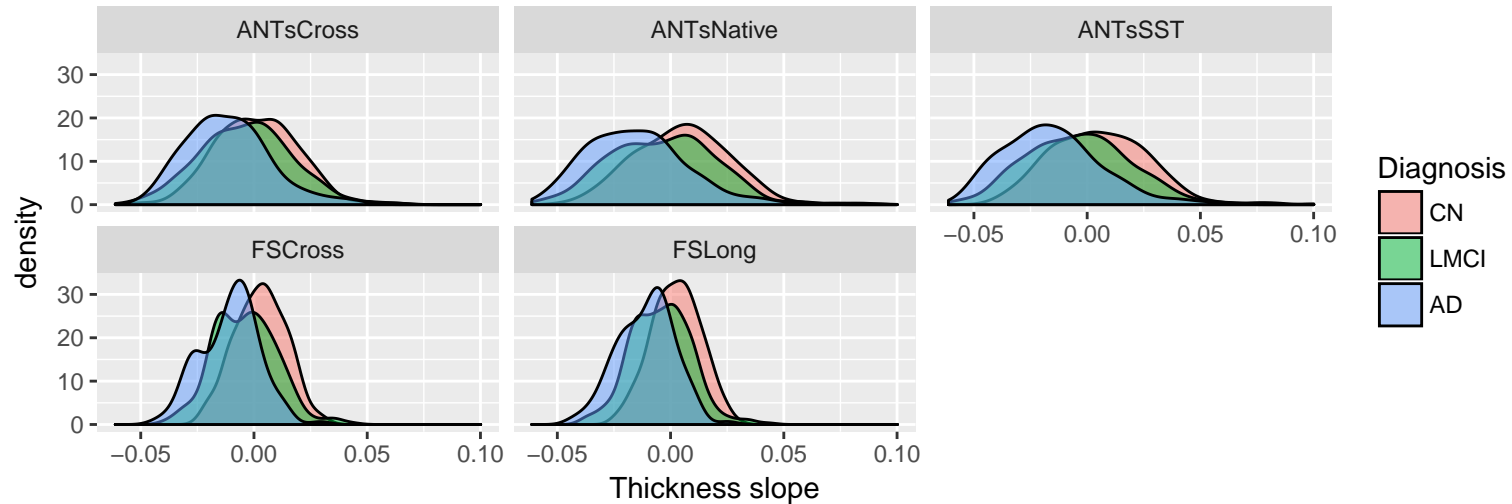 ANTsCross ANTsNative ANTsSST
30
20
10
0
−0.05 0.00 0.05 0.10
FSCross FSLong
30
20
10
0
−0.05 0.00 0.05 0.10 −0.05 0.00 0.05 0.10
Thickness slope
density
Diagnosis
CN
LMCI
AD